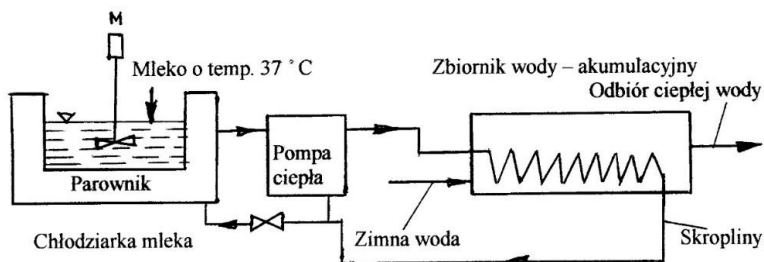 M
Mleko o temp. 37 °C
Zbiornik wody – akumulacyjny
Odbiór ciepłej wody
Pompa
ciepła
Parownik
Zimna woda
Skropliny
Chłodziarka mleka